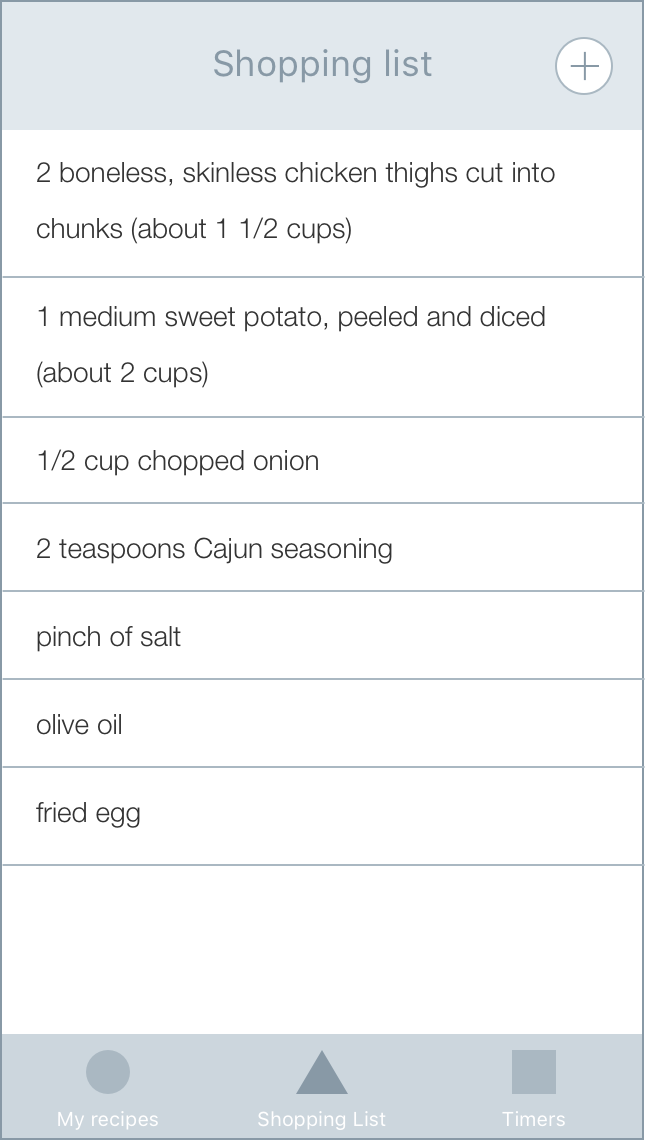 Shopping list
2 boneless, skinless chicken thighs cut into
chunks (about 1 1/2 cups)
1 medium sweet potato, peeled and diced
(about 2 cups)
1/2 cup chopped onion
2 teaspoons Cajun seasoning
pinch of salt
olive oil
fried egg
My recipes
Shopping List
Timers